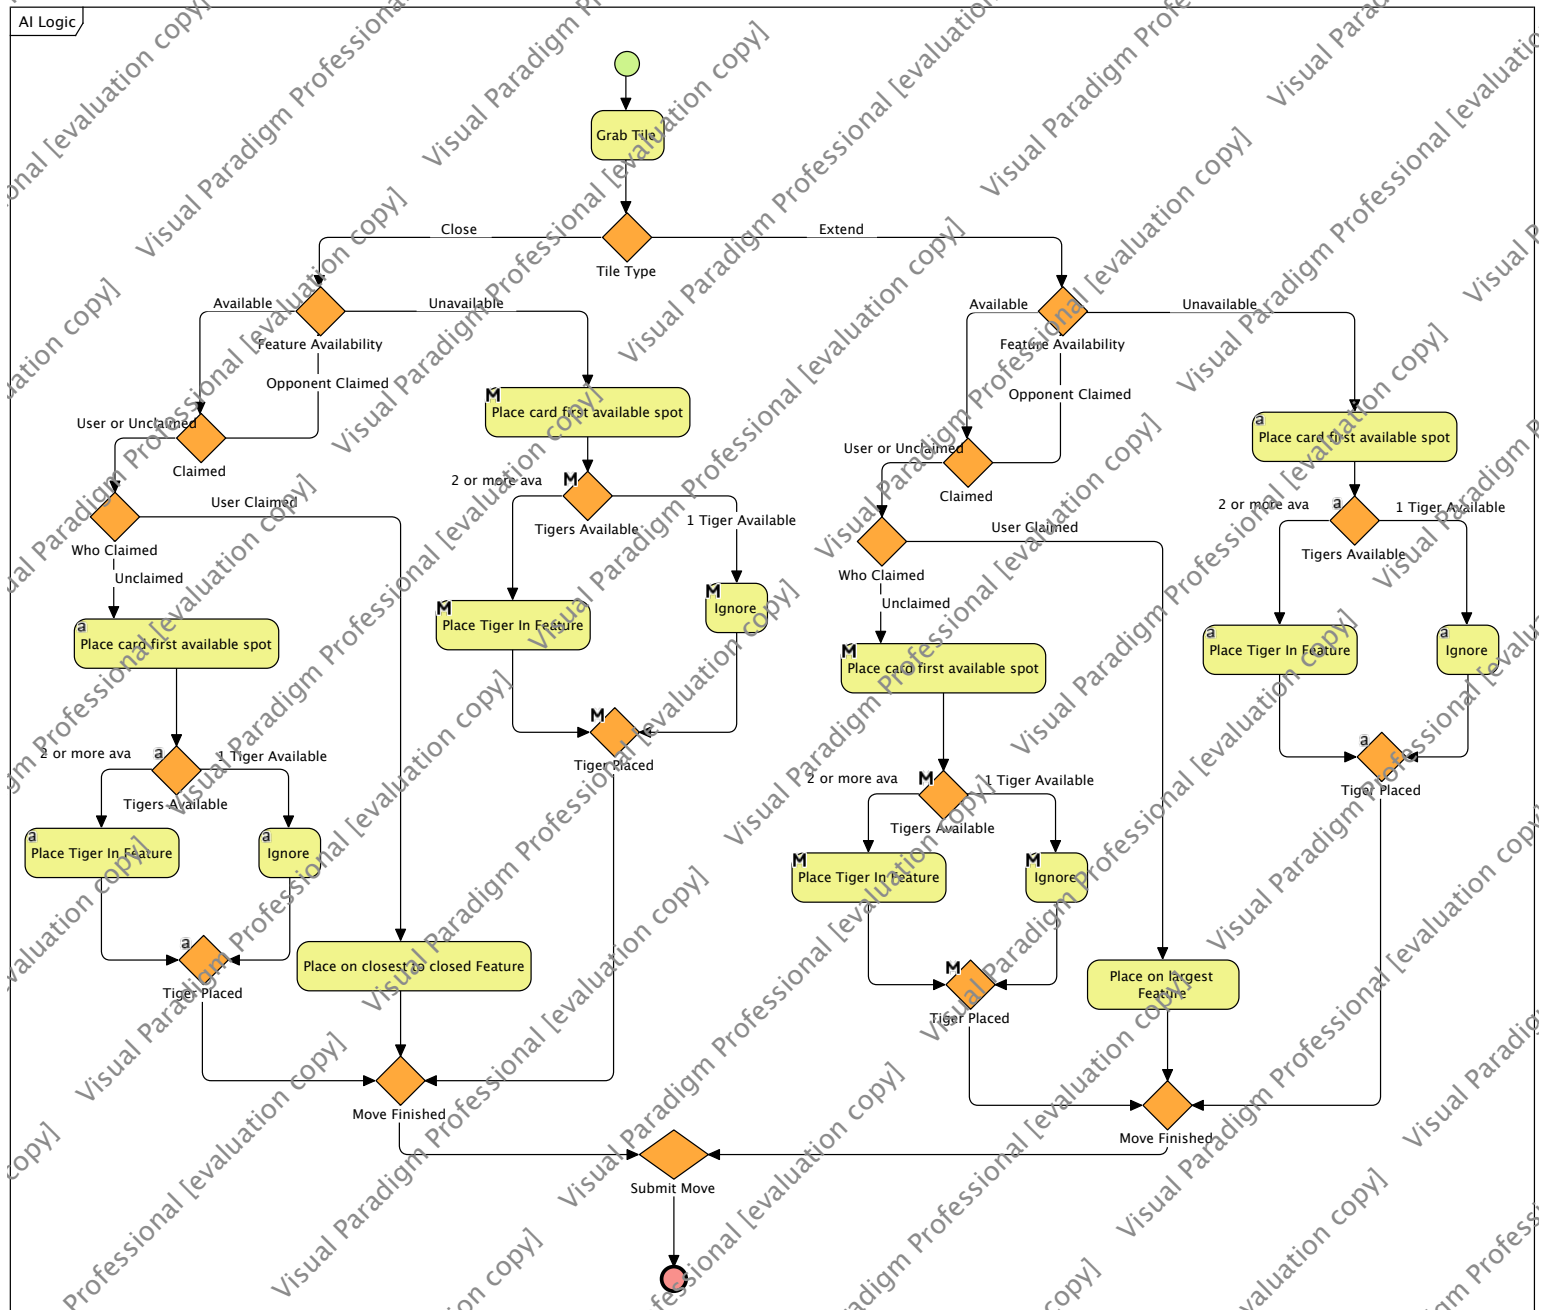 AI Logic
Grab Tile
Tile Type
Close
Extend
Feature Availability
Available
Unavailable
Opponent Claimed
User or Unclaimed
Claimed
Who Claimed
User Claimed
Unclaimed
a
Place card first available spot
2 or more ava
a
1 Tiger Available
Tigers Available
a
Place Tiger In Feature
a
Ignore
a
Tiger Placed
Place on closest to closed Feature
M
Place card first available spot
2 or more ava
M
1 Tiger Available
Tigers Available
M
Place Tiger In Feature
M
Ignore
M
Tiger Placed
Move Finished
Feature Availability
Available
Unavailable
Opponent Claimed
User or Unclaimed
Claimed
Who Claimed
User Claimed
Unclaimed
M
Place card first available spot
2 or more ava
M
1 Tiger Available
Tigers Available
M
Place Tiger In Feature
M
Ignore
M
Tiger Placed
Place on largest
Feature
a
Place card first available spot
2 or more ava
a
1 Tiger Available
Tigers Available
a
Place Tiger In Feature
a
Ignore
a
Tiger Placed
Move Finished
Submit Move
Visual Paradigm Professional [evaluation copy]